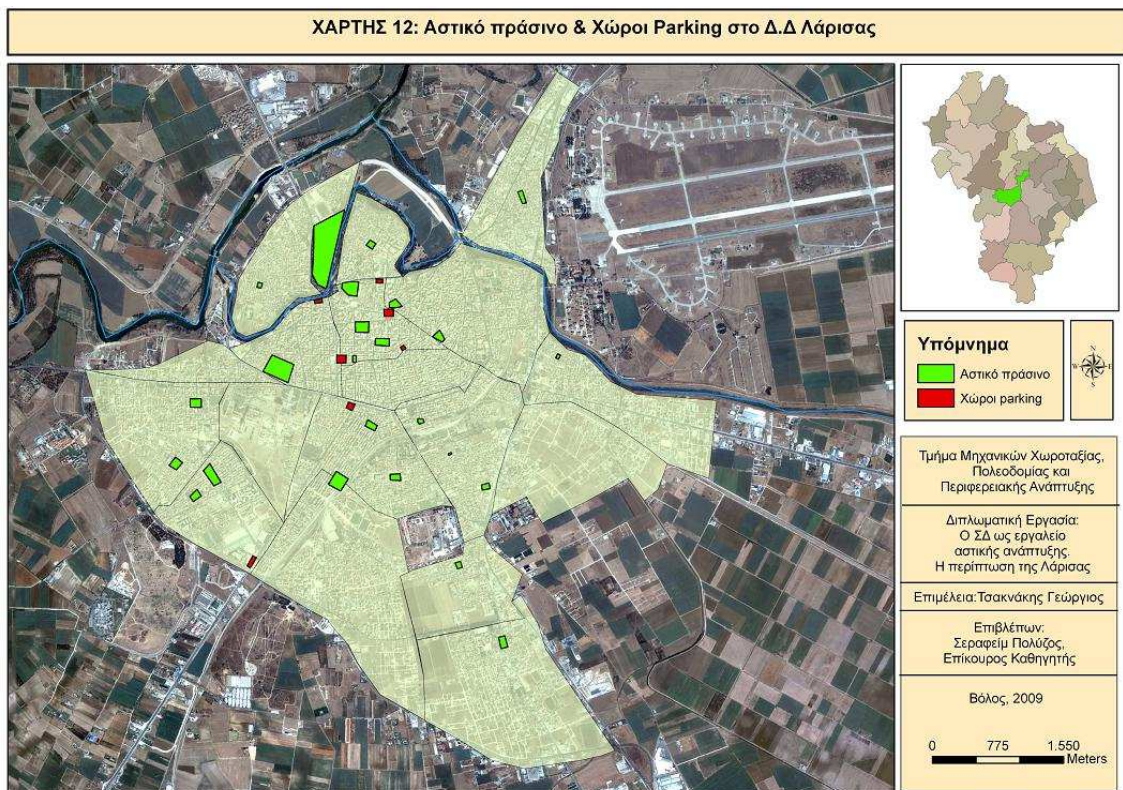 ΧΑΡΤΗΣ 12: Αστικό πράσινο & Χώροι Parking στο Δ.Δ Λάρισας
Υπόμνημα
Αστικό πράσινο
Χώροι parking
N
W E
S
Τμήμα Μηχανικών Χωροταξίας,
Πολεοδομίας και
Περιφερειακής Ανάπτυξης
Διπλωματική Εργασία:
Ο ΣΔ ως εργαλείο
αστικής ανάπτυξης.
Η περίπτωση της Λάρισας
Επιμέλεια:Τσακνάκης Γεώργιος
Επιβλέπων:
Σεραφείμ Πολύζος,
Επίκουρος Καθηγητής
Βόλος, 2009
0 775 1.550
Meters